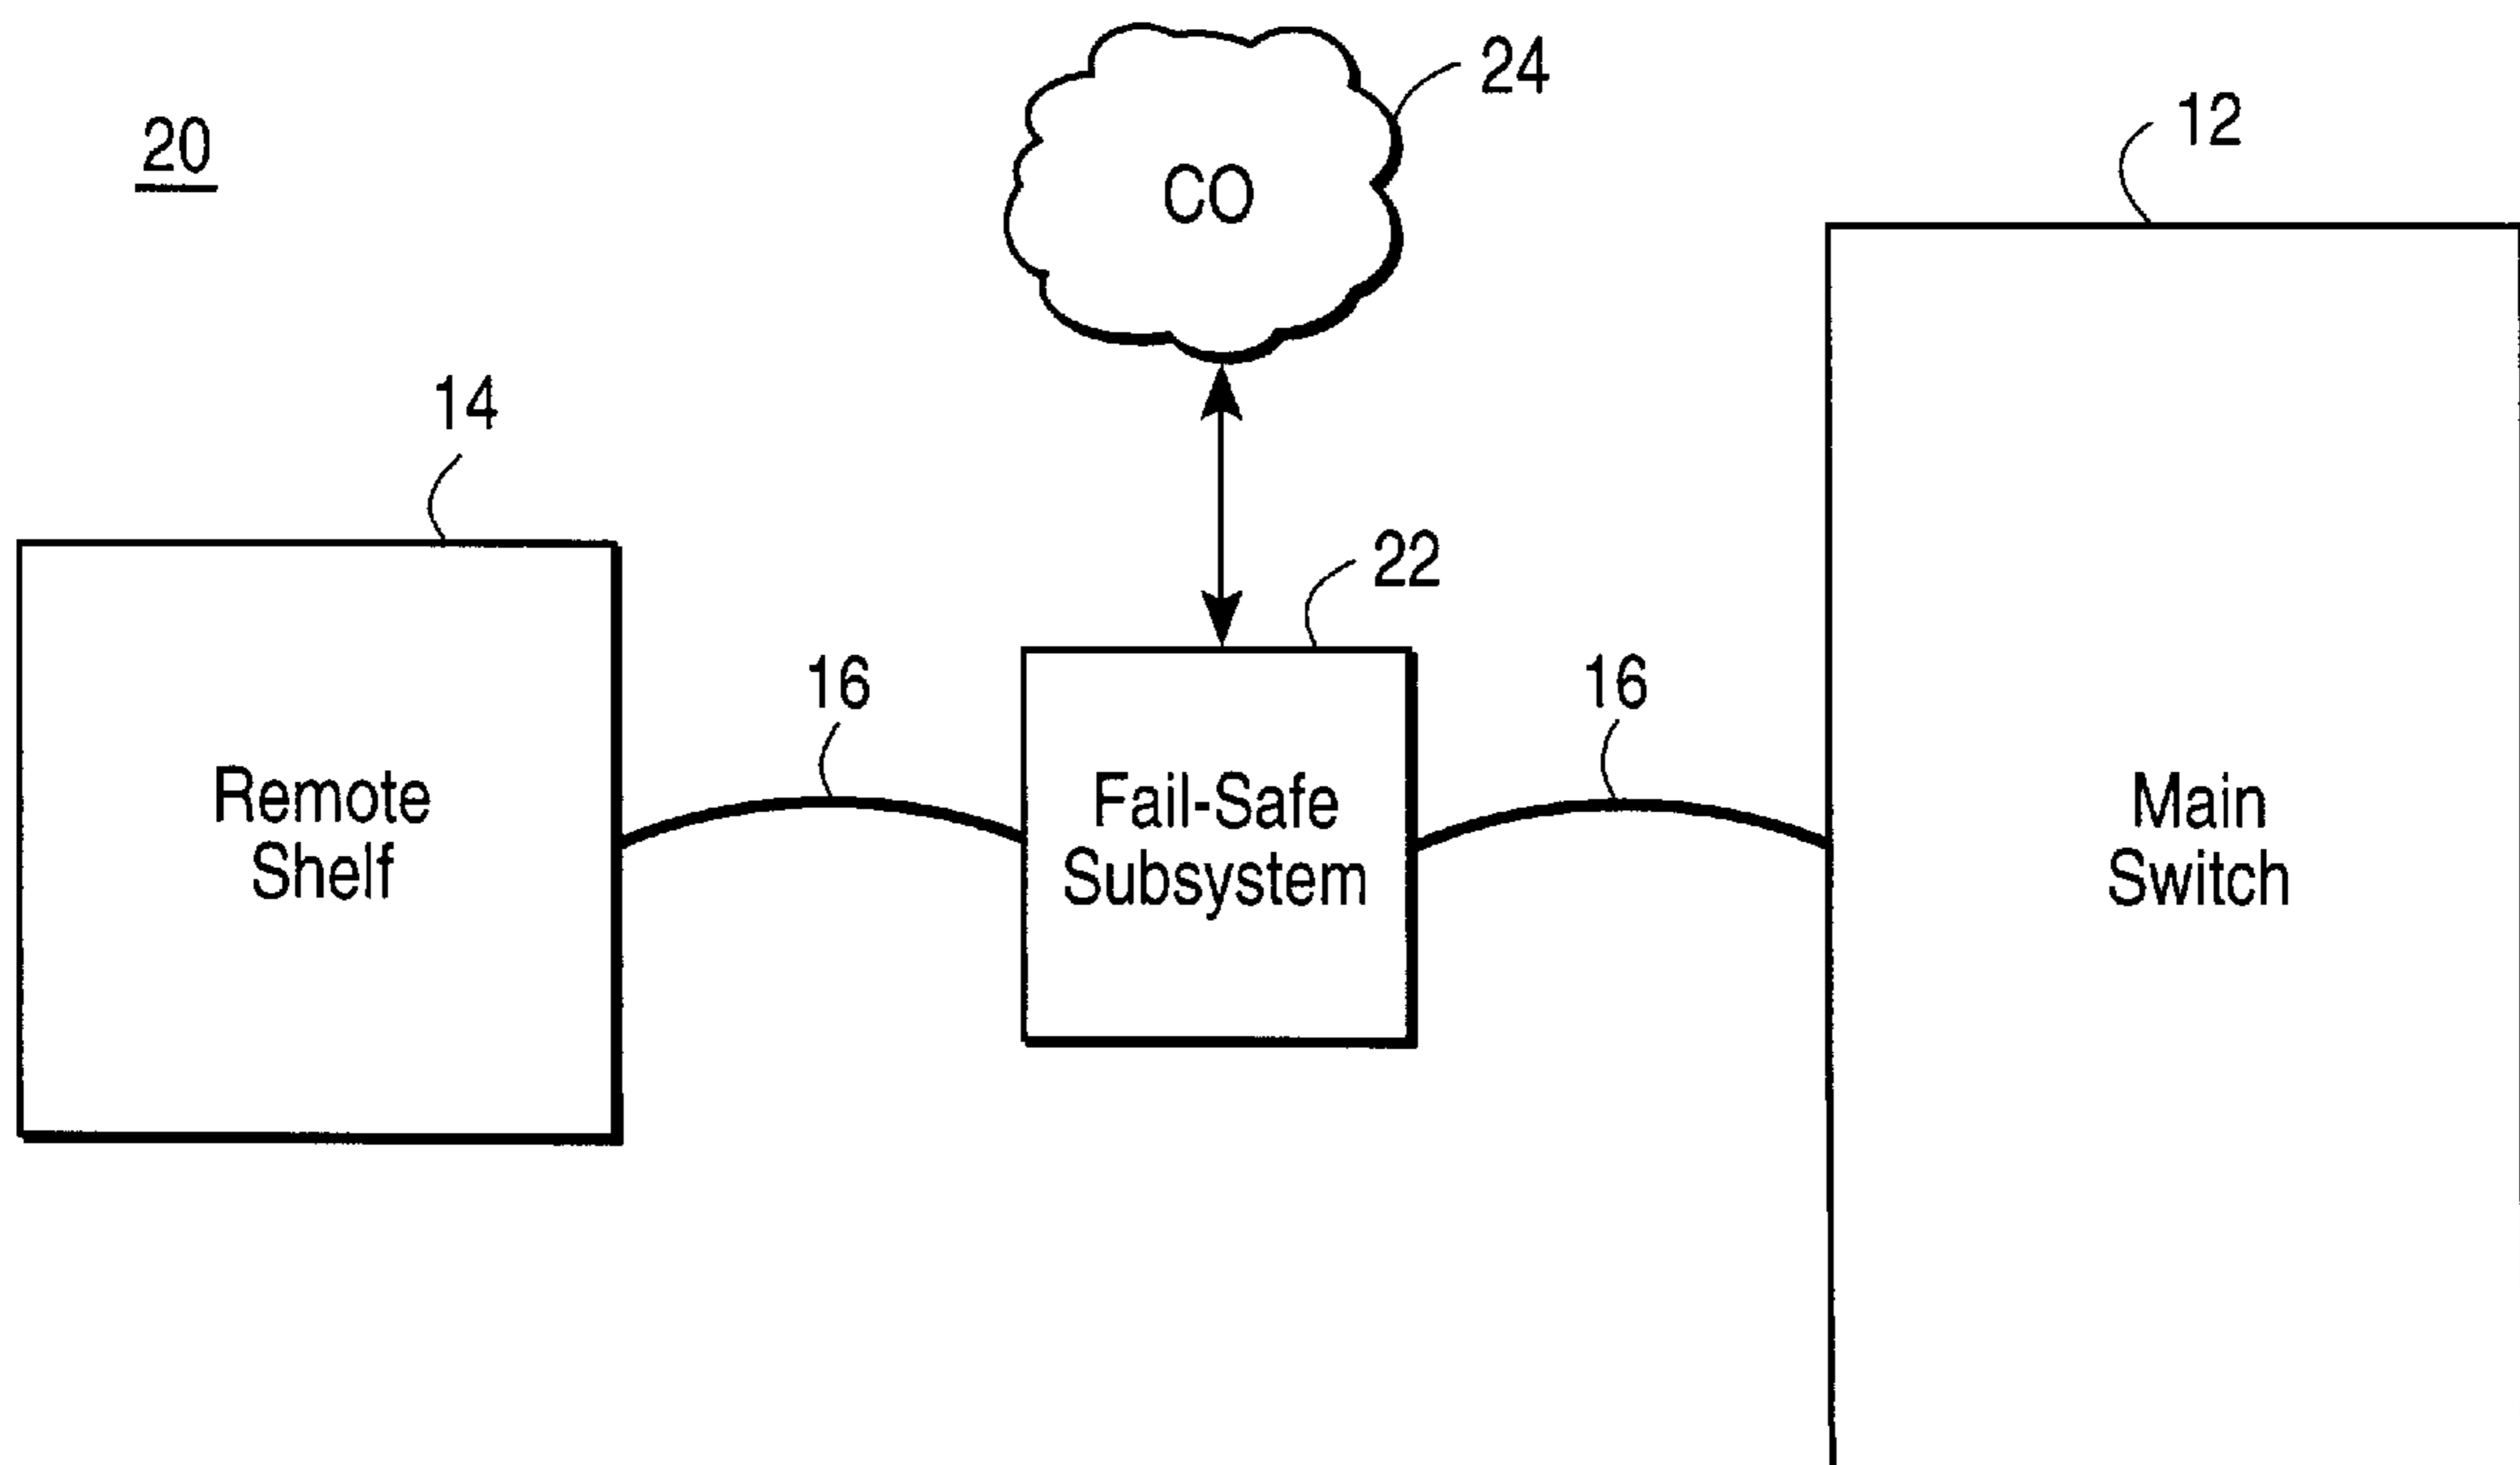 24
CO
12
20
14
22
16
16
Remote
Shelf
Fail-Safe
Subsystem
Main
Switch